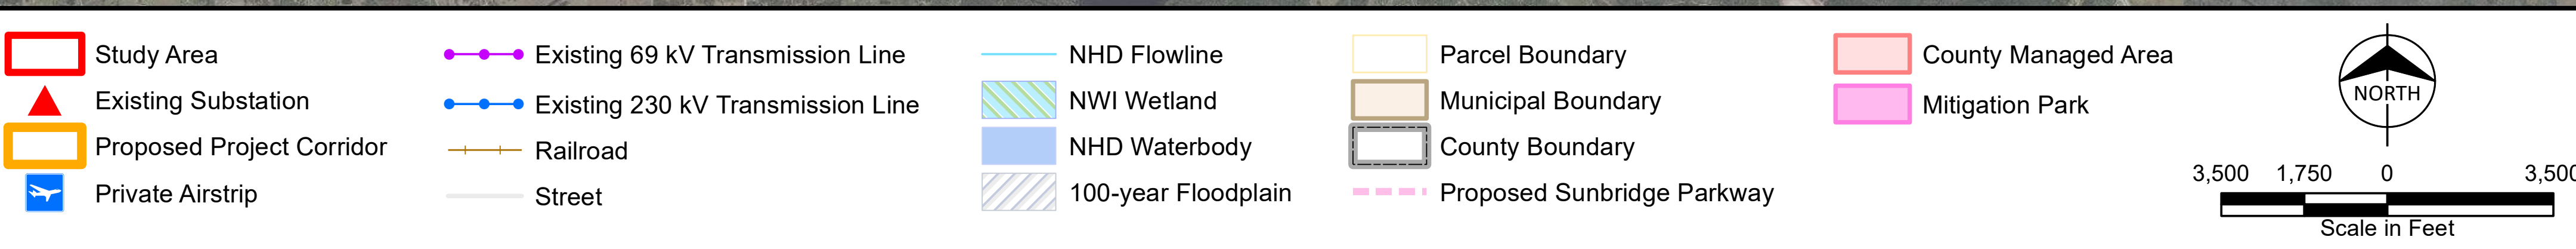 Study Area
Existing Substation
Proposed Project Corridor
Private Airstrip
Existing 69 kV Transmission Line
Existing 230 kV Transmission Line
Railroad
Street
NHD Flowline
NWI Wetland
NHD Waterbody
100-year Floodplain
Parcel Boundary
Municipal Boundary
County Boundary
Proposed Sunbridge Parkway
County Managed Area
Mitigation Park
NORTH
3,500 1,750 0 3,500
Scale in Feet